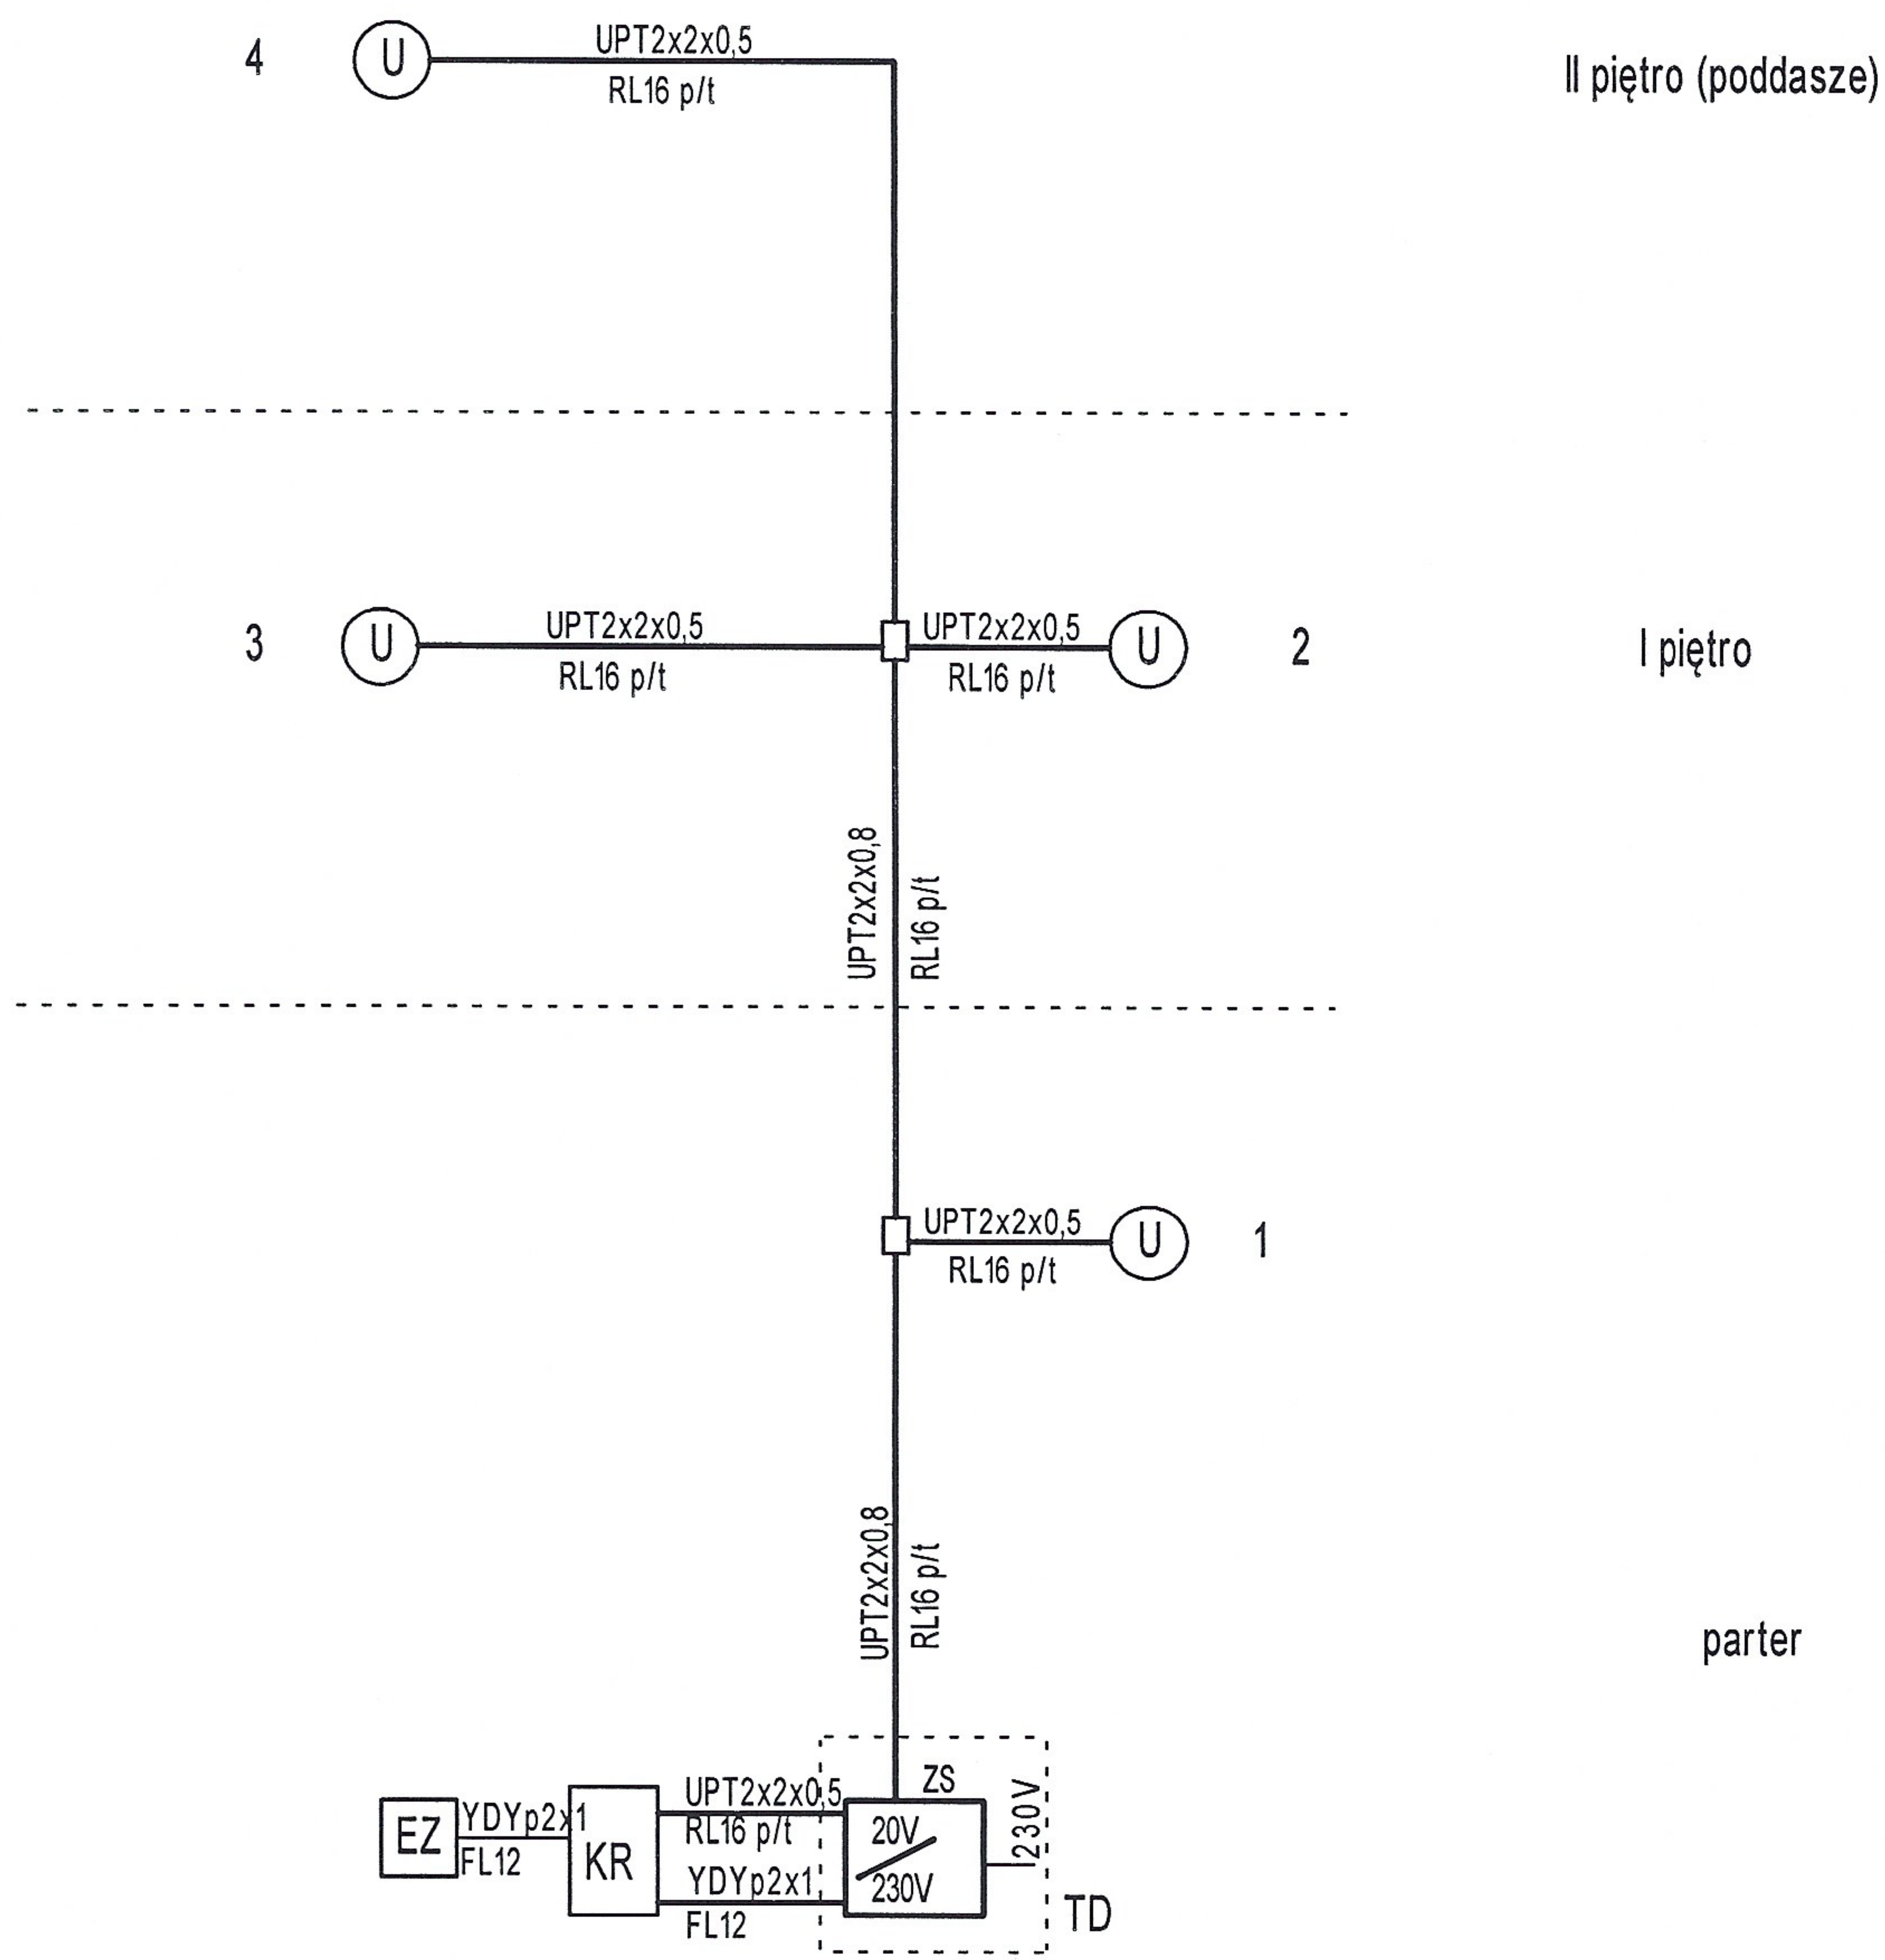 4
U
UPT2x2x0,5
RL16 p/t
II piętro (poddasze)
3
U
UPT2x2x0,5
RL16 p/t
UPT2x2x0,5
RL16 p/t
U
2
I piętro
UPT2x2x0,8
RL16 p/t
UPT2x2x0,5
RL16 p/t
U
1
UPT2x2x0,8
RL16 p/t
parter
EZ
YDYp2x1
FL12
KR
UPT2x2x0,5
RL16 p/t
YDYp2x1
FL12
ZS
20V
230V
230V
TD